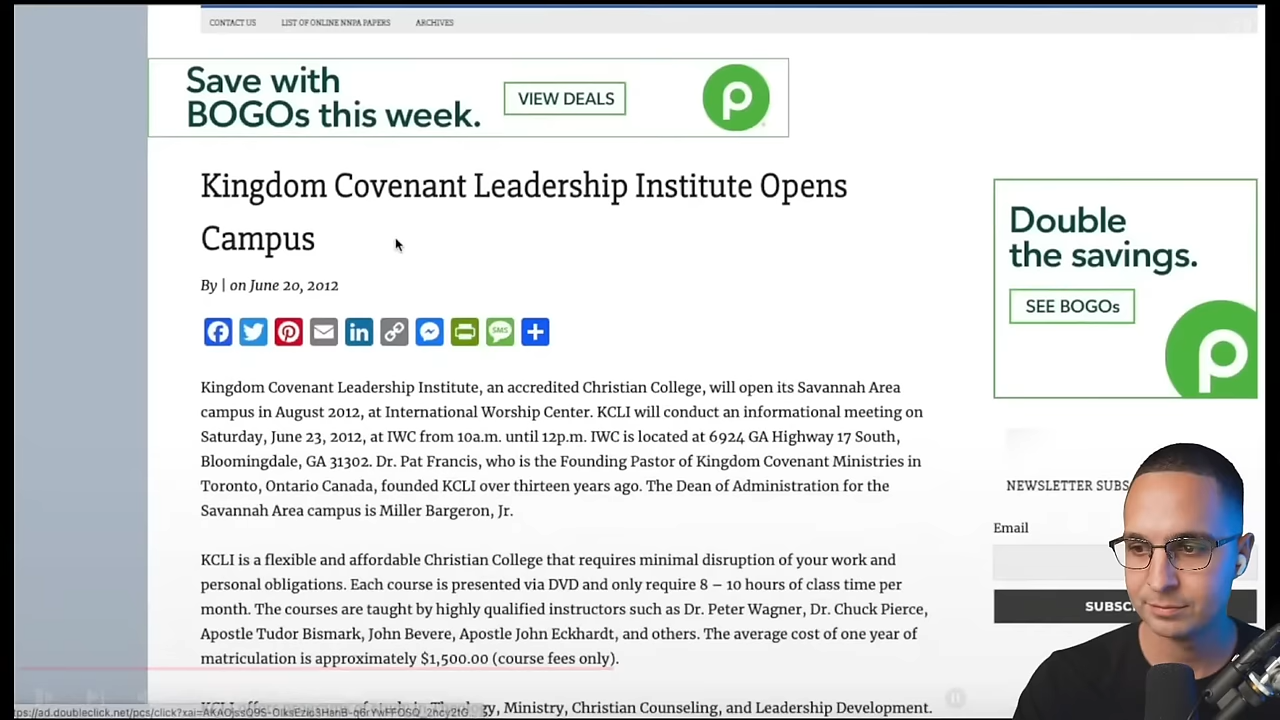 CONTACT US LIST OF ONLINE NNPA PAPERS ARCHIVES
Save with
BOGOs this week.
VIEW DEALS
Kingdom Covenant Leadership Institute Opens
Campus
By | on June 20, 2012
SMS
Kingdom Covenant Leadership Institute, an accredited Christian College, will open its Savannah Area
campus in August 2012, at International Worship Center. KCLI will conduct an informational meeting on
Saturday, June 23, 2012, at IWC from 10a.m. until 12p.m. IWC is located at 6924 GA Highway 17 South,
Bloomingdale, GA 31302. Dr. Pat Francis, who is the Founding Pastor of Kingdom Covenant Ministries in
Toronto, Ontario Canada, founded KCLI over thirteen years ago. The Dean of Administration for the
Savannah Area campus is Miller Bargeron, Jr.
KCLI is a flexible and affordable Christian College that requires minimal disruption of your work and
personal obligations. Each course is presented via DVD and only require 8 – 10 hours of class time per
month. The courses are taught by highly qualified instructors such as Dr. Peter Wagner, Dr. Chuck Pierce,
Apostle Tudor Bismark, John Bevere, Apostle John Eckhardt, and others. The average cost of one year of
matriculation is approximately $1,500.00 (course fees only).
Ministry, Christian Counseling, and Leadership Development.
Double
the savings.
SEE BOGOs
NEWSLETTER SUBS
Email
SUBSC